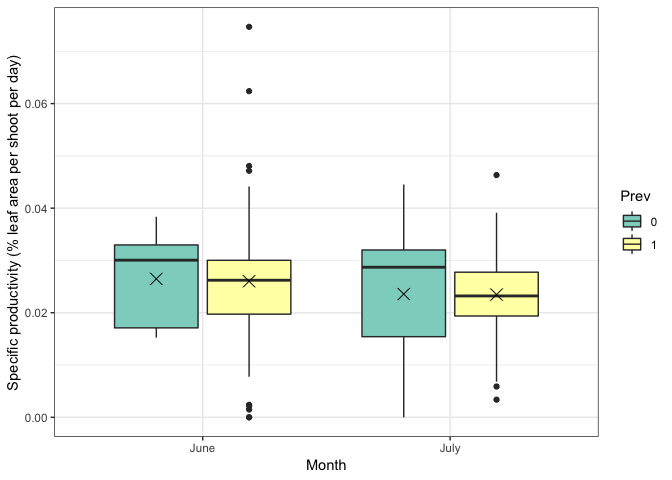 Specific productivity (% leaf area per shoot per day)
0.06
0.04
0.02
0.00
June
July
Month
Prev
0
1